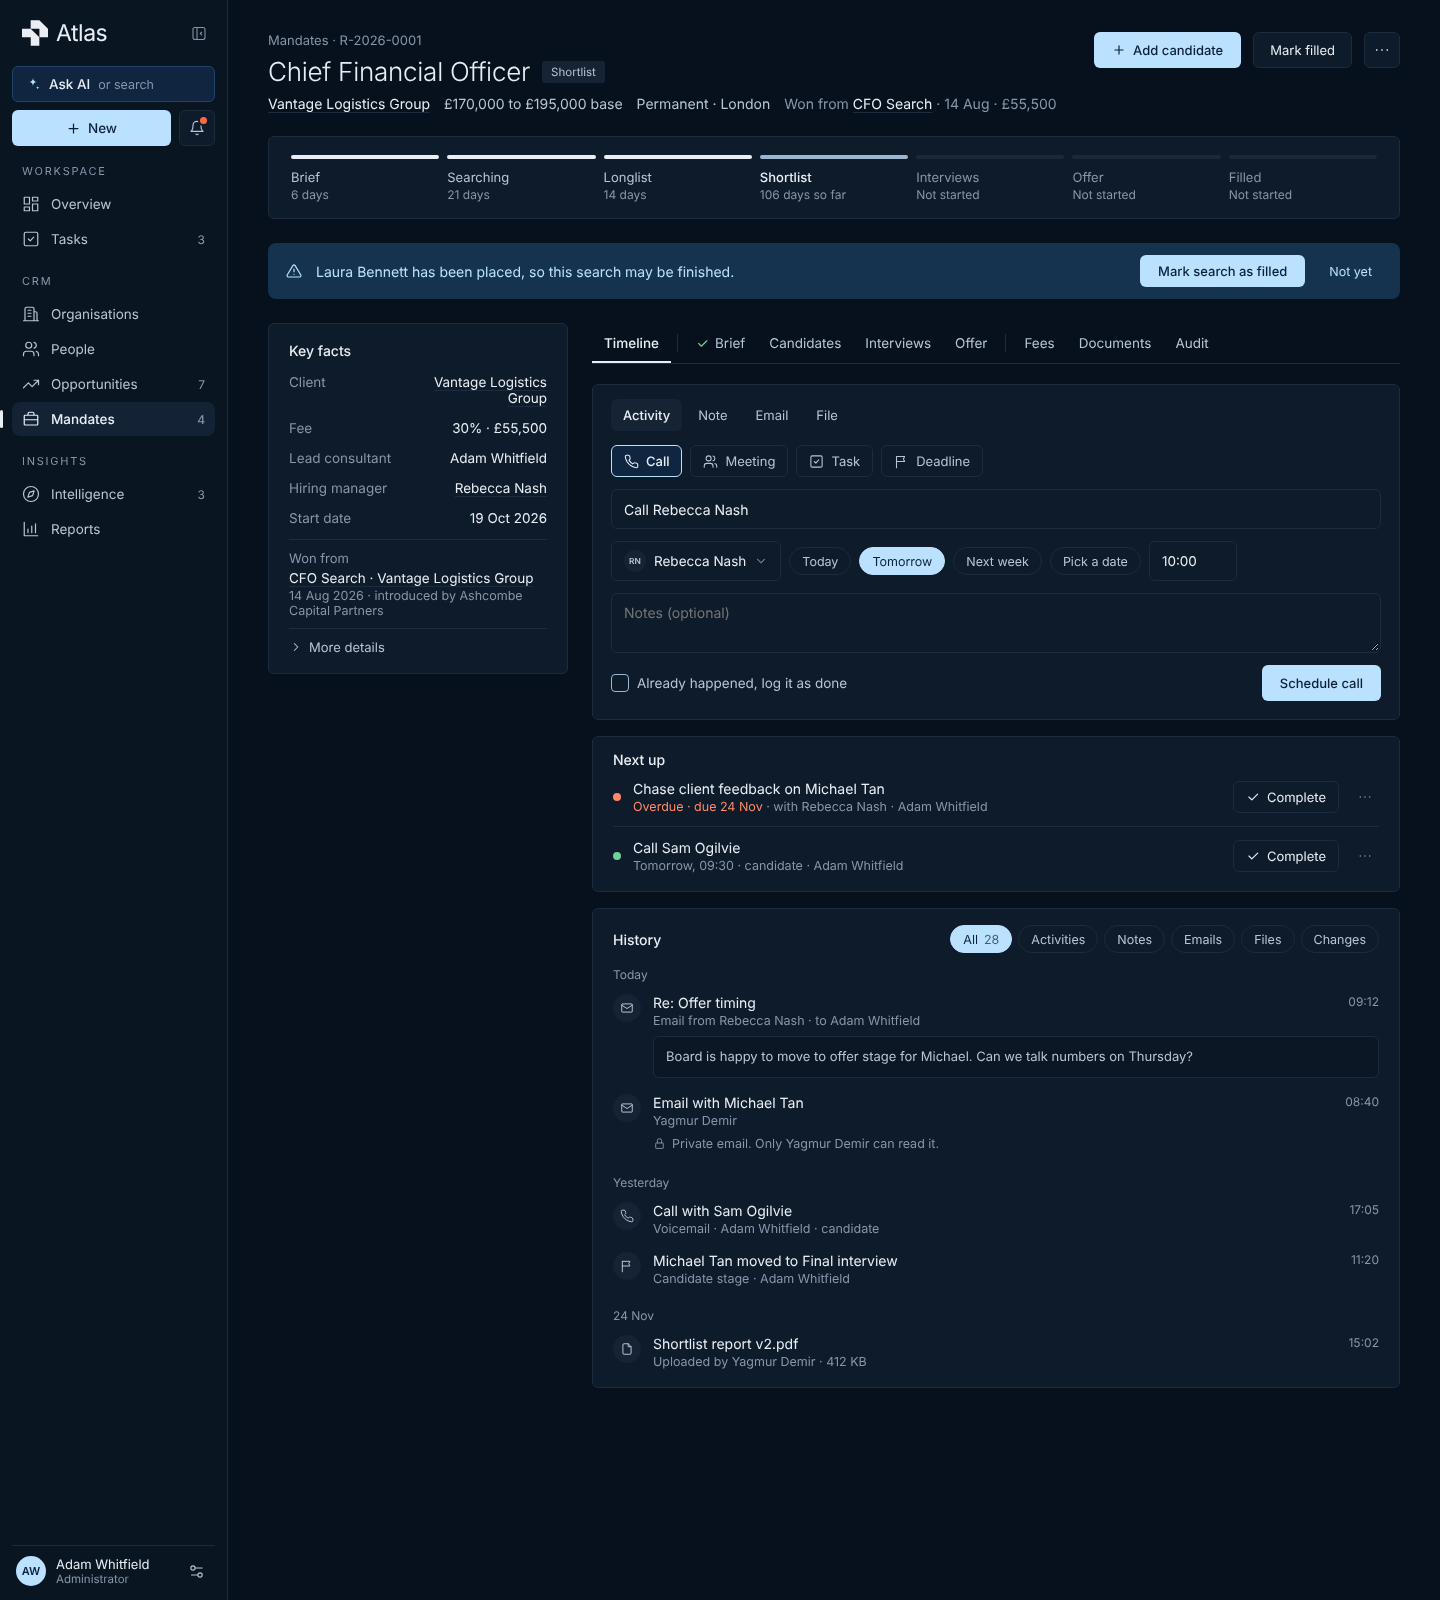 Atlas
Ask AI or search
New
WORKSPACE
Overview
Tasks 3
CRM
Organisations
People
Opportunities 7
Mandates 4
INSIGHTS
Intelligence 3
Reports
AW Adam Whitfield
Administrator
Mandates · R-2026-0001
Chief Financial Officer Shortlist
Vantage Logistics Group £170,000 to £195,000 base Permanent · London Won from CFO Search · 14 Aug · £55,500
Add candidate Mark filled ···
Brief
6 days
Searching
21 days
Longlist
14 days
Shortlist
106 days so far
Interviews
Not started
Offer
Not started
Filled
Not started
Laura Bennett has been placed, so this search may be finished.
Mark search as filled Not yet
Key facts
Client Vantage Logistics
Group
Fee 30% · £55,500
Lead consultant Adam Whitfield
Hiring manager Rebecca Nash
Start date 19 Oct 2026
Won from
CFO Search · Vantage Logistics Group
14 Aug 2026 · introduced by Ashcombe
Capital Partners
More details
Timeline Brief Candidates Interviews Offer Fees Documents Audit
Activity Note Email File
Call Meeting Task Deadline
Call Rebecca Nash
RN Rebecca Nash Today Tomorrow Next week Pick a date 10:00
Notes (optional)
Already happened, log it as done Schedule call
Next up
Chase client feedback on Michael Tan
Overdue · due 24 Nov · with Rebecca Nash · Adam Whitfield
Complete ···
Call Sam Ogilvie
Tomorrow, 09:30 · candidate · Adam Whitfield
Complete ···
History All 28 Activities Notes Emails Files Changes
Today
Re: Offer timing 09:12
Email from Rebecca Nash · to Adam Whitfield
Board is happy to move to offer stage for Michael. Can we talk numbers on Thursday?
Email with Michael Tan 08:40
Yagmur Demir
Private email. Only Yagmur Demir can read it.
Yesterday
Call with Sam Ogilvie 17:05
Voicemail · Adam Whitfield · candidate
Michael Tan moved to Final interview 11:20
Candidate stage · Adam Whitfield
24 Nov
Shortlist report v2.pdf 15:02
Uploaded by Yagmur Demir · 412 KB